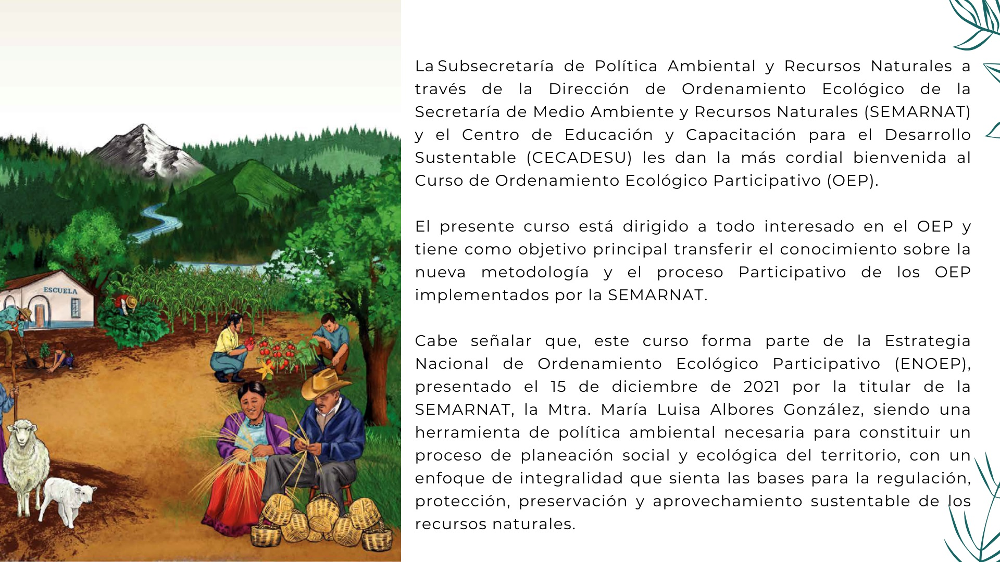 La Subsecretaría de Política Ambiental y Recursos Naturales a
través de la Dirección de Ordenamiento Ecológico de la
Secretaría de Medio Ambiente y Recursos Naturales (SEMARNAT)
y el Centro de Educación y Capacitación para el Desarrollo
Sustentable (CECADESU) les dan la más cordial bienvenida al
Curso de Ordenamiento Ecológico Participativo (OEP).
El presente curso está dirigido a todo interesado en el OEP y
tiene como objetivo principal transferir el conocimiento sobre la
nueva metodología y el proceso Participativo de los OEP
implementados por la SEMARNAT.
Cabe señalar que, este curso forma parte de la Estrategia
Nacional de Ordenamiento Ecológico Participativo (ENOEP),
presentado el 15 de diciembre de 2021 por la titular de la
SEMARNAT, la Mtra. María Luisa Albores González, siendo una
herramienta de política ambiental necesaria para constituir un
proceso de planeación social y ecológica del territorio, con un
enfoque de integralidad que sienta las bases para la regulación,
protección, preservación y aprovechamiento sustentable de los
recursos naturales.
ESCUELA